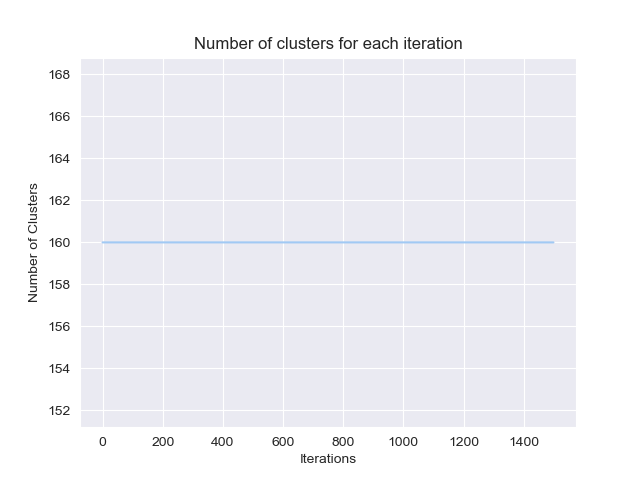 Number of clusters for each iteration
168
166
164
162
160
158
156
154
152
Number of Clusters
0 200 400 600 800 1000 1200 1400
Iterations